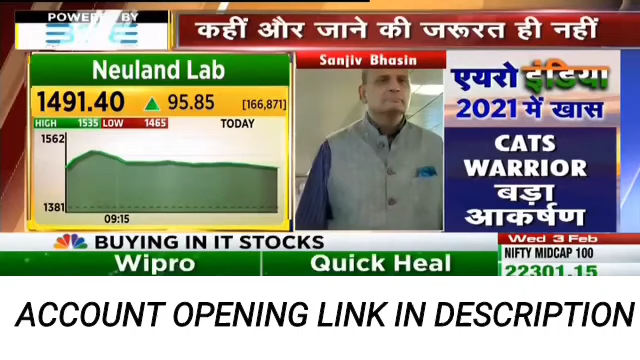 POWERED BY
BSE
कहीं और जाने की जरूरत ही नहीं
Neuland Lab
1491.40 ▲ 95.85 [166,871]
HIGH 1535 LOW 1465 TODAY
1562
1381
09:15
Sanjiv Bhasin
एयरो इंडिया
2021 में खास
CATS
WARRIOR
बड़ा
आकर्षण
BUYING IN IT STOCKS
Wipro
Quick Heal
Wed 3 Feb
NIFTY MIDCAP 100
22301.15
ACCOUNT OPENING LINK IN DESCRIPTION